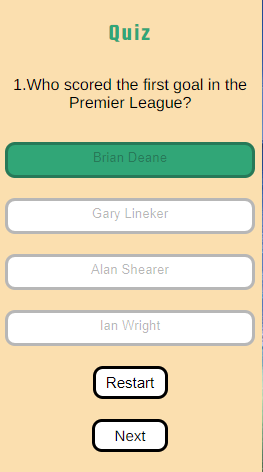 Quiz
1.Who scored the first goal in the
Premier League?
Brian Deane
Gary Lineker
Alan Shearer
Ian Wright
Restart
Next